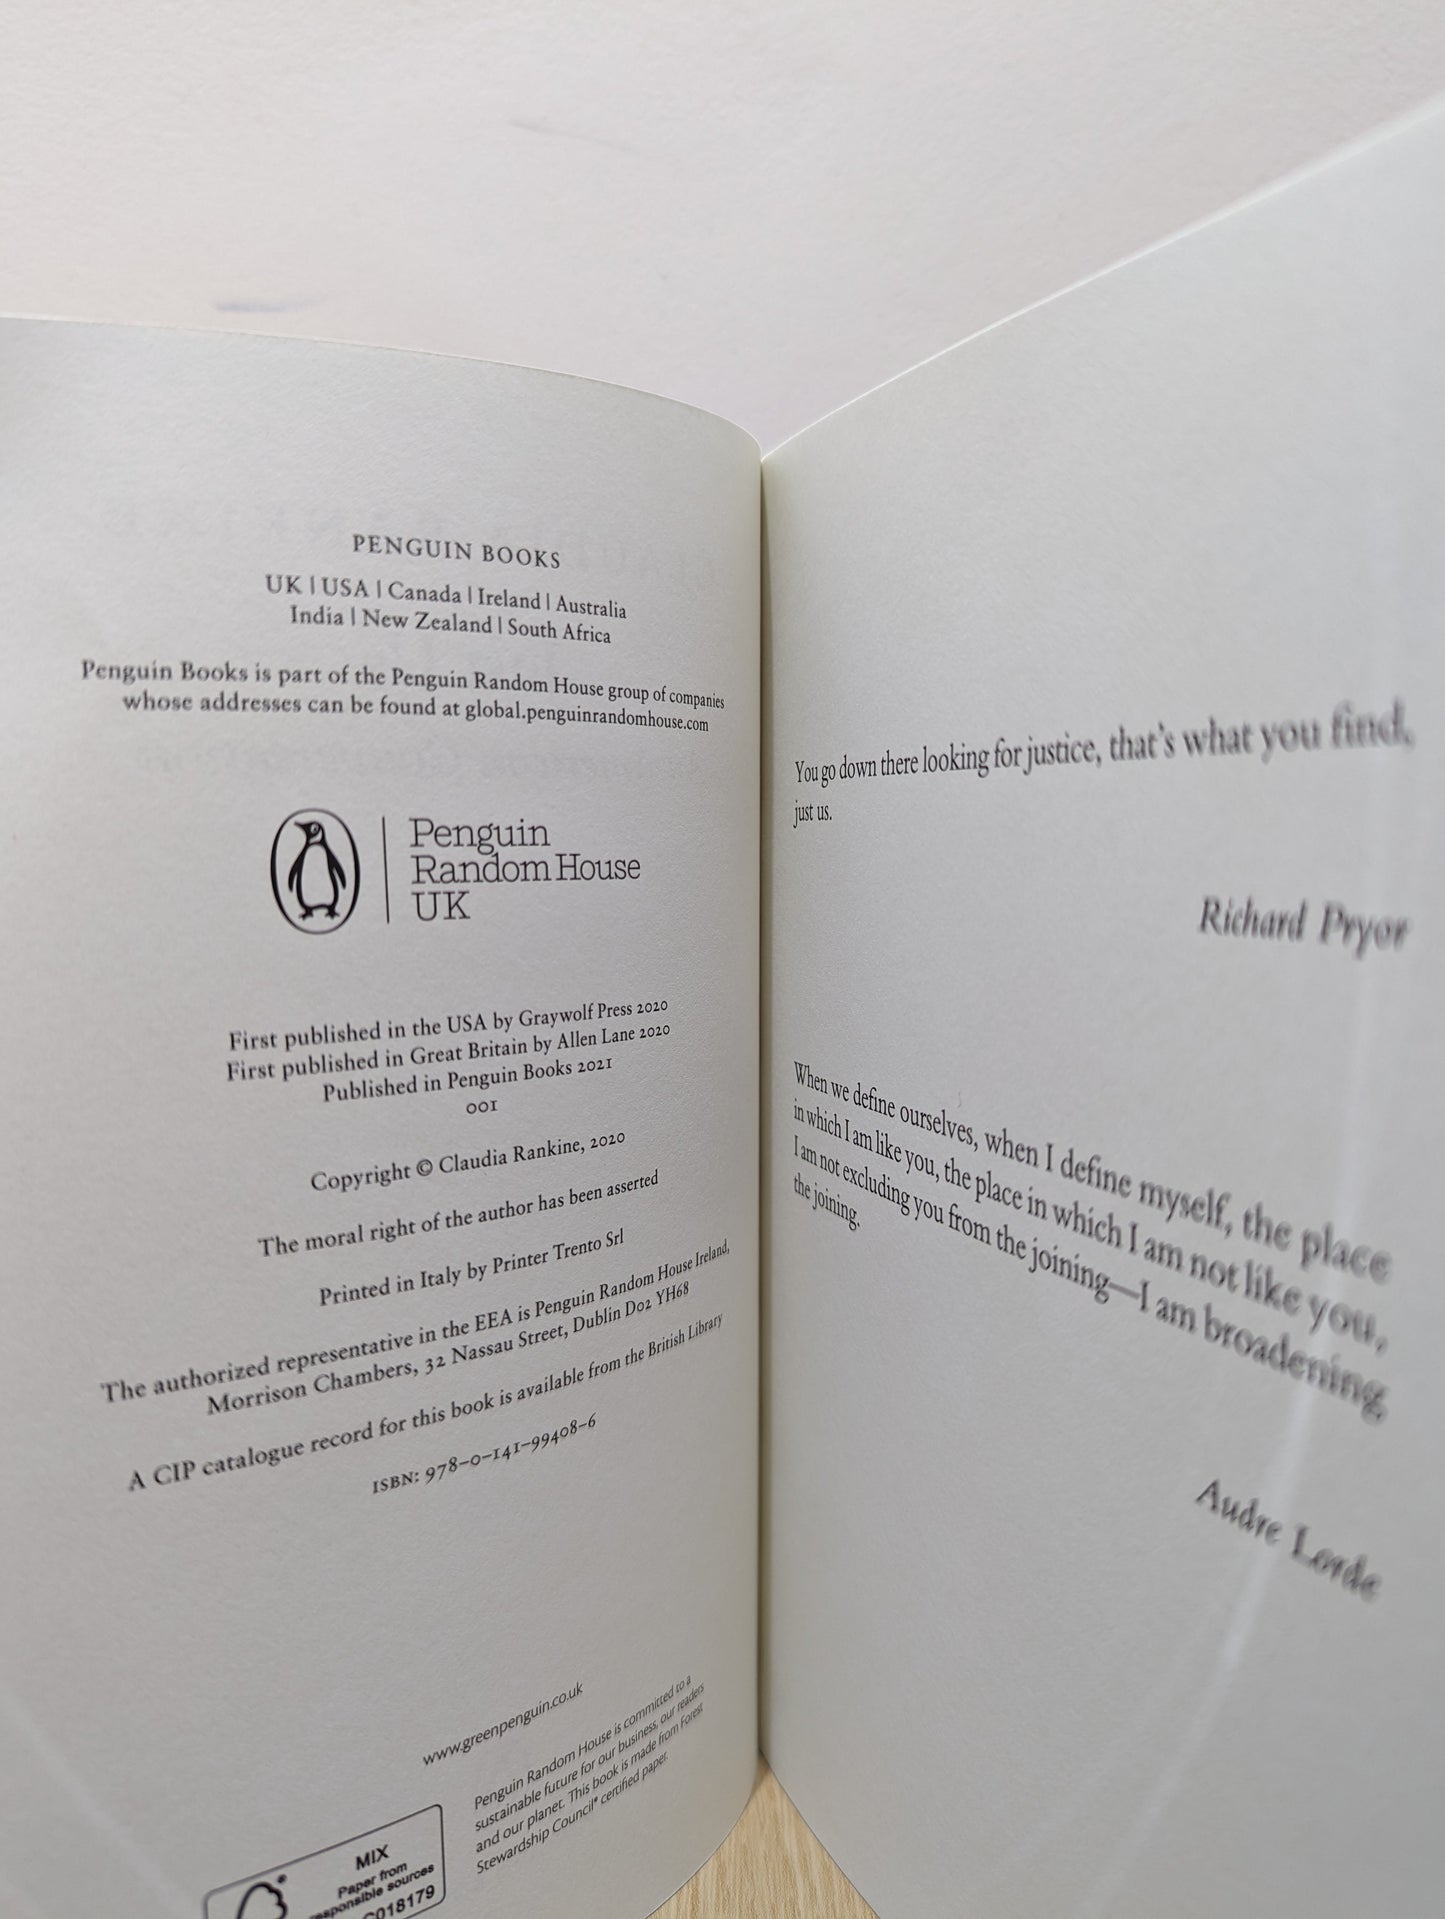 PENGUIN BOOKS
UK | USA | Canada | Ireland | Australia
India | New Zealand | South Africa
Penguin Books is part of the Penguin Random House group of companies
whose addresses can be found at global.penguinrandomhouse.com
Penguin
Random House
UK
First published in the USA by Graywolf Press 2020
First published in Great Britain by Allen Lane 2020
Published in Penguin Books 2021
001
Copyright © Claudia Rankine, 2020
The moral right of the author has been asserted
Printed in Italy by Printer Trento Srl
The authorized representative in the EEA is Penguin Random House Ireland,
Morrison Chambers, 32 Nassau Street, Dublin D02 YH68
A CIP catalogue record for this book is available from the British Library
ISBN: 978-0-141-99408-6
www.greenpenguin.co.uk
Penguin Random House is committed to a
sustainable future for our business, our readers
and our planet. This book is made from Forest
Stewardship Council® certified paper.
MIX
Paper from
responsible sources
C018179
You go down there looking for justice, that's what you find,
just us.
Richard Pryor
When we define ourselves, when I define myself, the place
in which I am like you, the place in which I am not like you,
I am not excluding you from the joining—I am broadening
the joining.
Audre Lorde